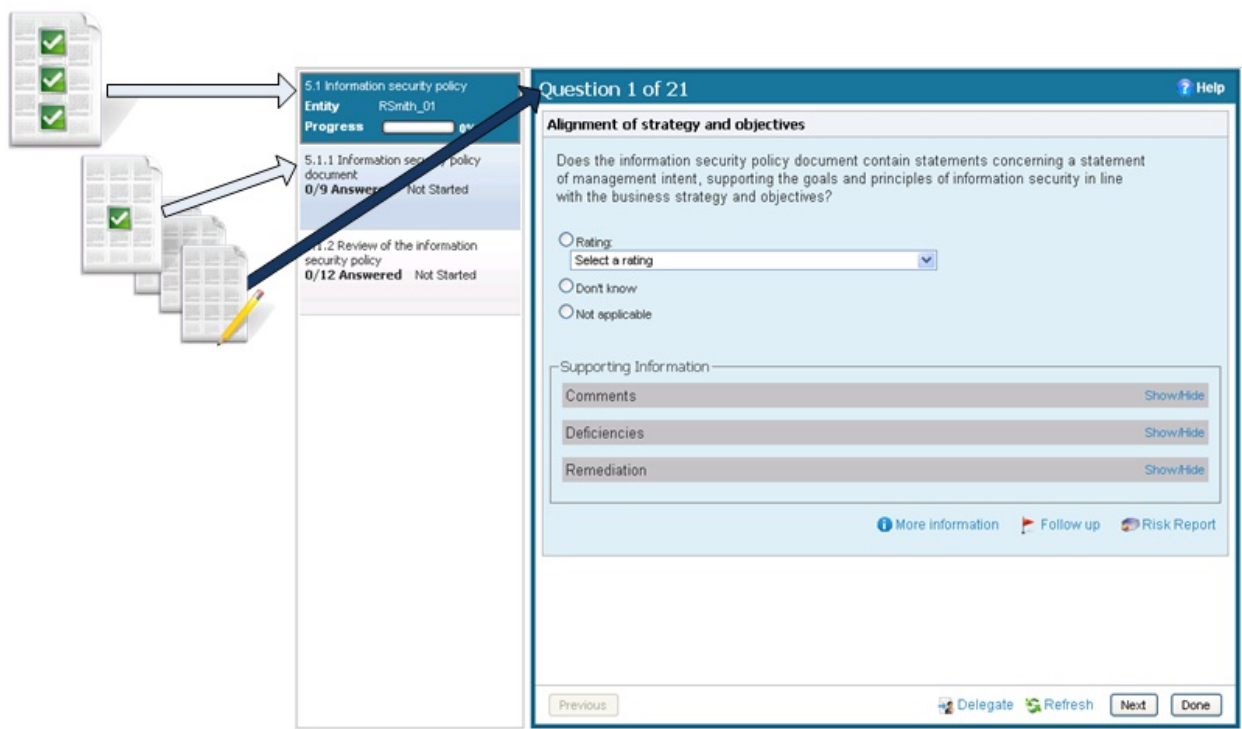 5.1 Information security policy
Entity RSmith_01
Progress 0%
5.1.1 Information security policy
document
0/9 Answered Not Started
5.1.2 Review of the information
security policy
0/12 Answered Not Started
Question 1 of 21
Help
Alignment of strategy and objectives
Does the information security policy document contain statements concerning a statement
of management intent, supporting the goals and principles of information security in line
with the business strategy and objectives?
Rating:
Select a rating
Don't know
Not applicable
Supporting Information
Comments Show/Hide
Deficiencies Show/Hide
Remediation Show/Hide
More information Follow up Risk Report
Previous Delegate Refresh Next Done